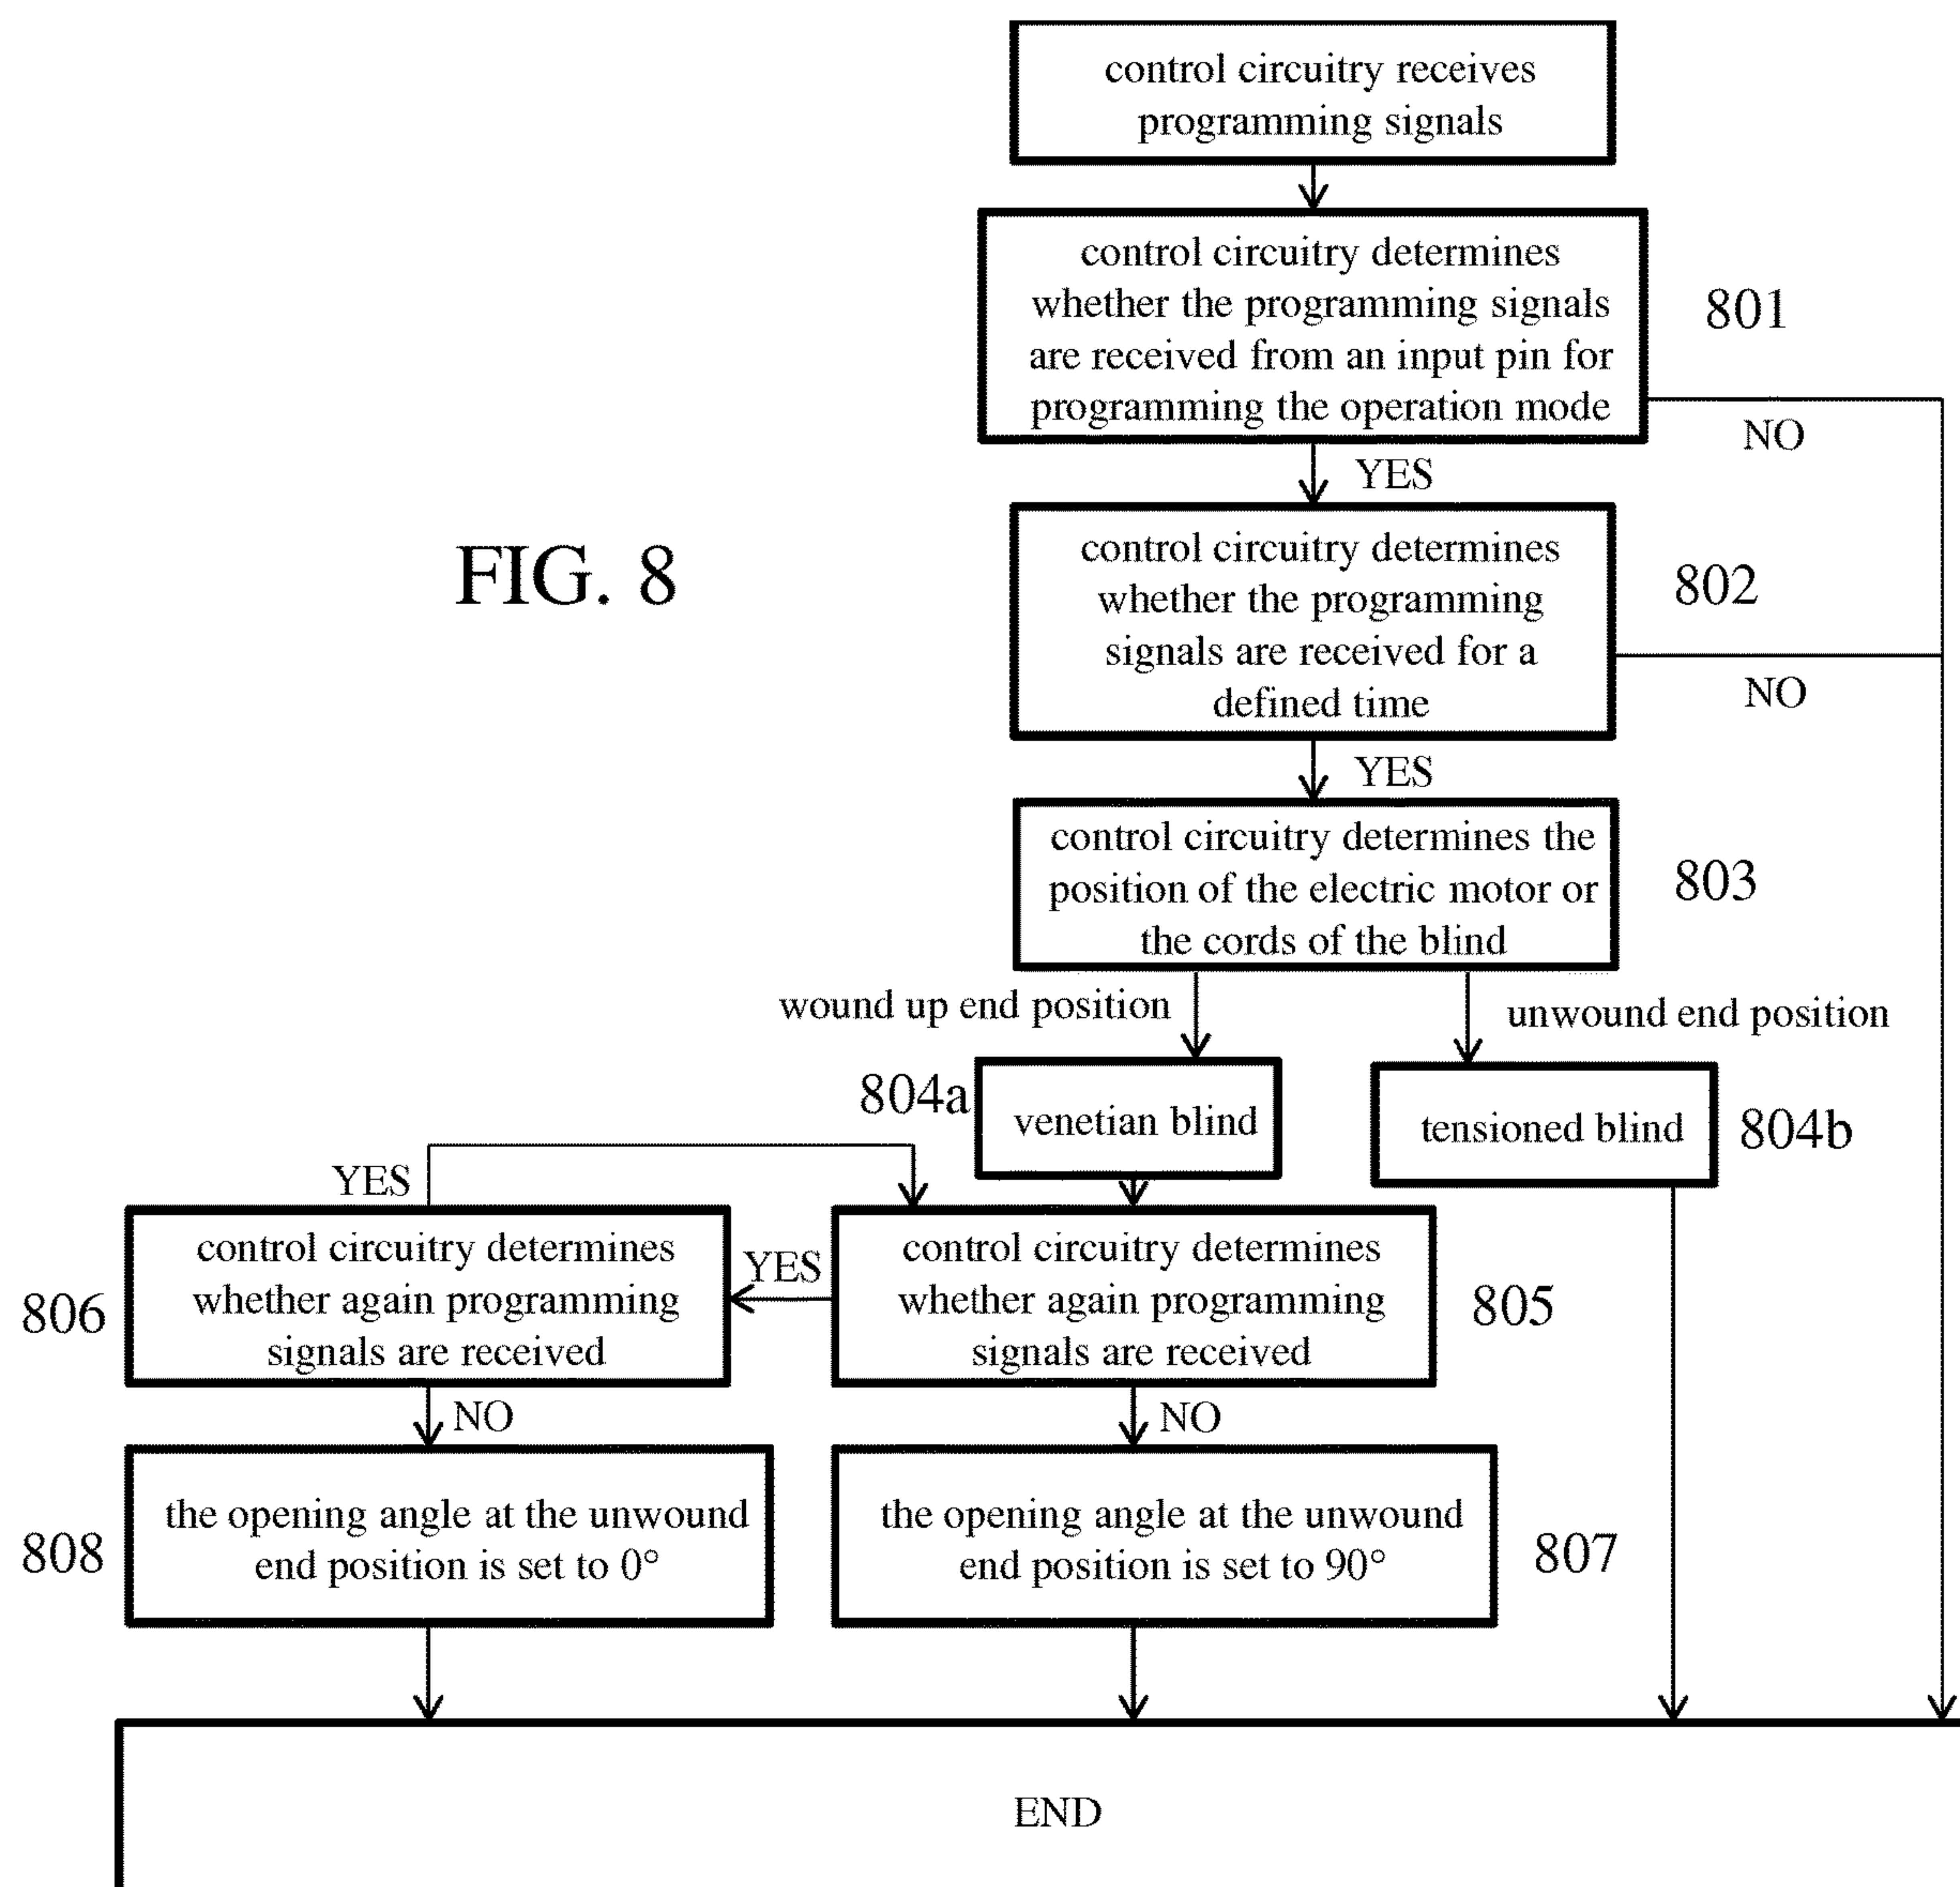 control circuitry receives
programming signals
control circuitry determines
whether the programming signals
are received from an input pin for
programming the operation mode
801
NO
YES
FIG. 8
control circuitry determines
whether the programming
signals are received for a
defined time
802
NO
YES
control circuitry determines the
position of the electric motor or
the cords of the blind
803
wound up end position
unwound end position
804a
venetian blind
tensioned blind
804b
YES
control circuitry determines
whether again programming
signals are received
806
YES
control circuitry determines
whether again programming
signals are received
805
NO
NO
the opening angle at the unwound
end position is set to 0°
808
the opening angle at the unwound
end position is set to 90°
807
END